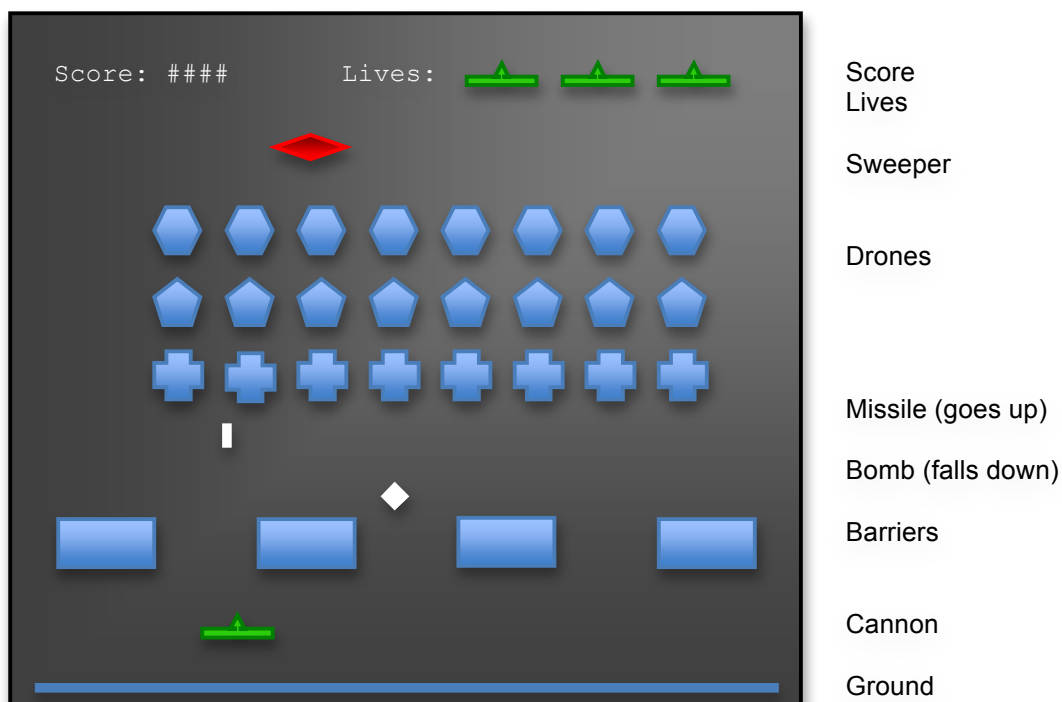 Score: ####
Lives:
Score
Lives
Sweeper
Drones
Missile (goes up)
Bomb (falls down)
Barriers
Cannon
Ground